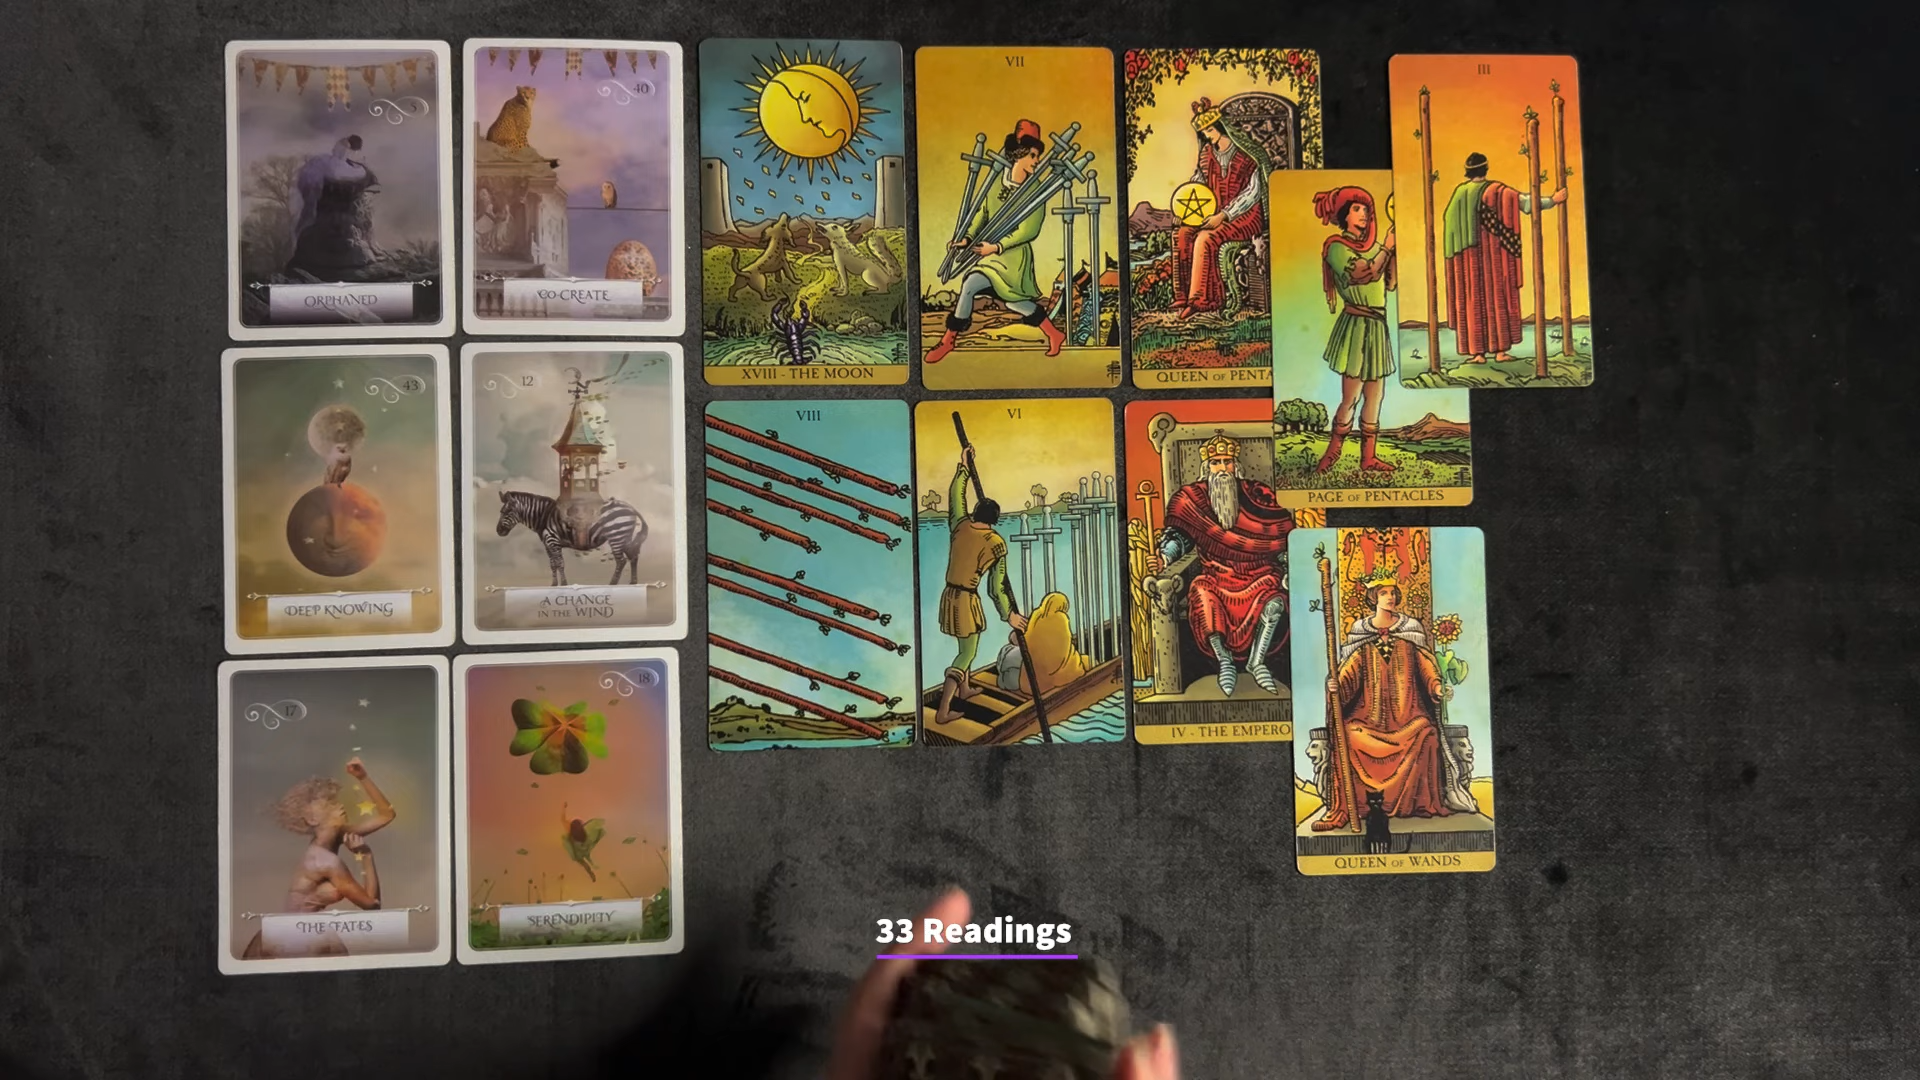 5
ORPHANED
40
CO-CREATE
XVIII - THE MOON
VII
QUEEN OF PENTA
III
PAGE OF PENTACLES
43
DEEP KNOWING
12
A CHANGE
IN THE WIND
VIII
VI
IV - THE EMPERO
QUEEN OF WANDS
17
THE FATES
18
SERENDIPITY
33 Readings